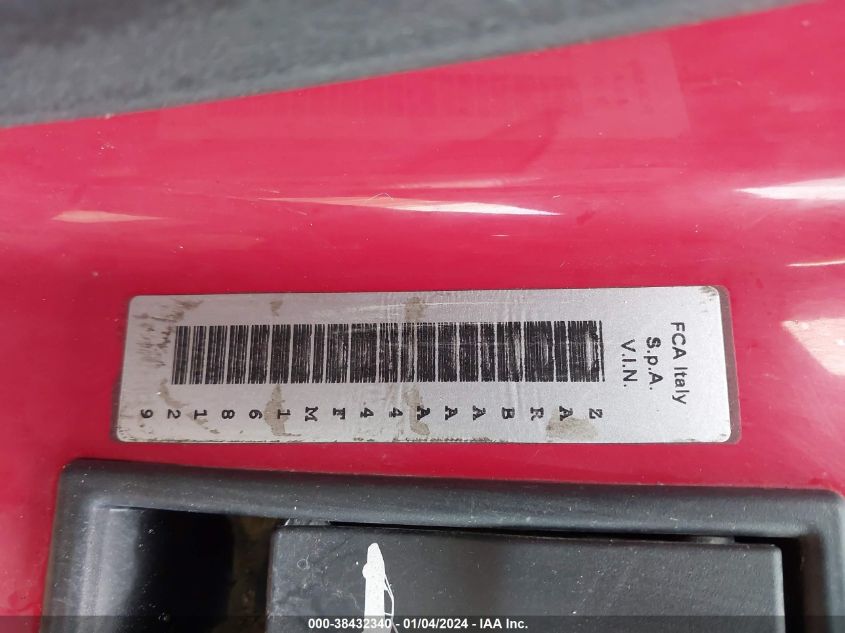 FCA Italy
S.p.A.
V.I.N.
ZARBAAA44FM168129
000-38432340 - 01/04/2024 - IAA Inc.